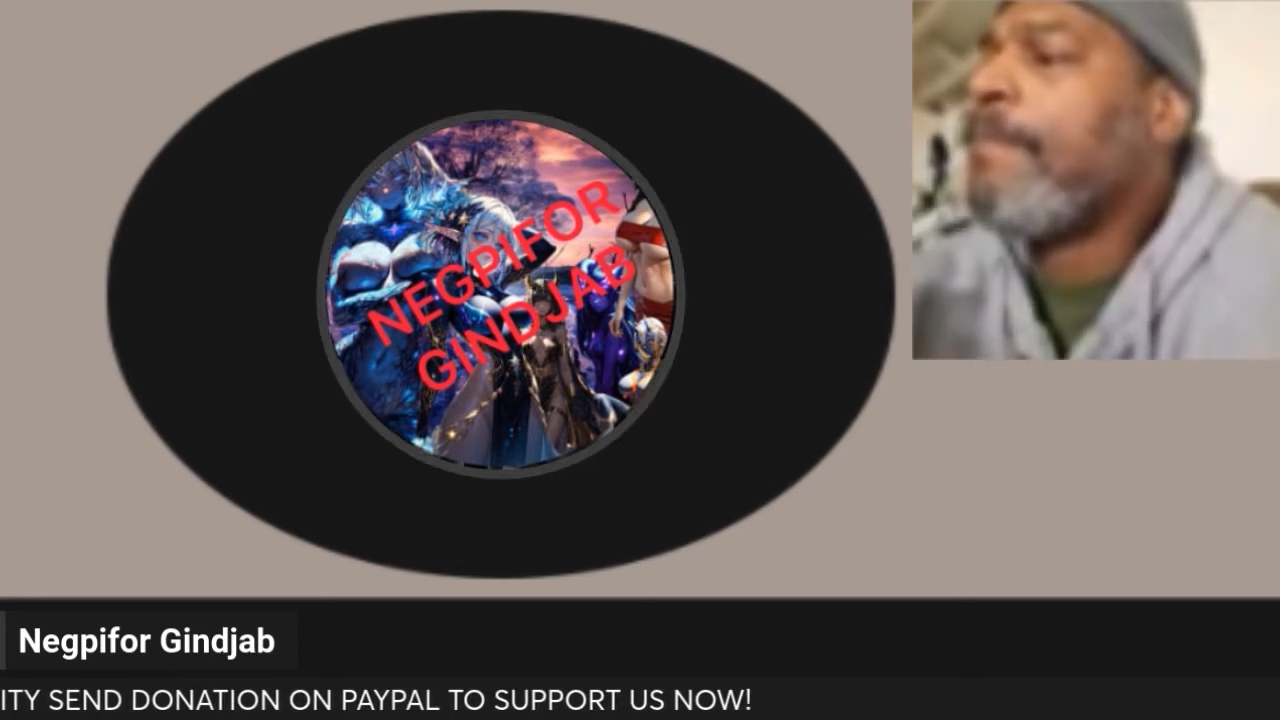 NEGPIFOR
GINDJAB
Negpifor Gindjab
ITY SEND DONATION ON PAYPAL TO SUPPORT US NOW!